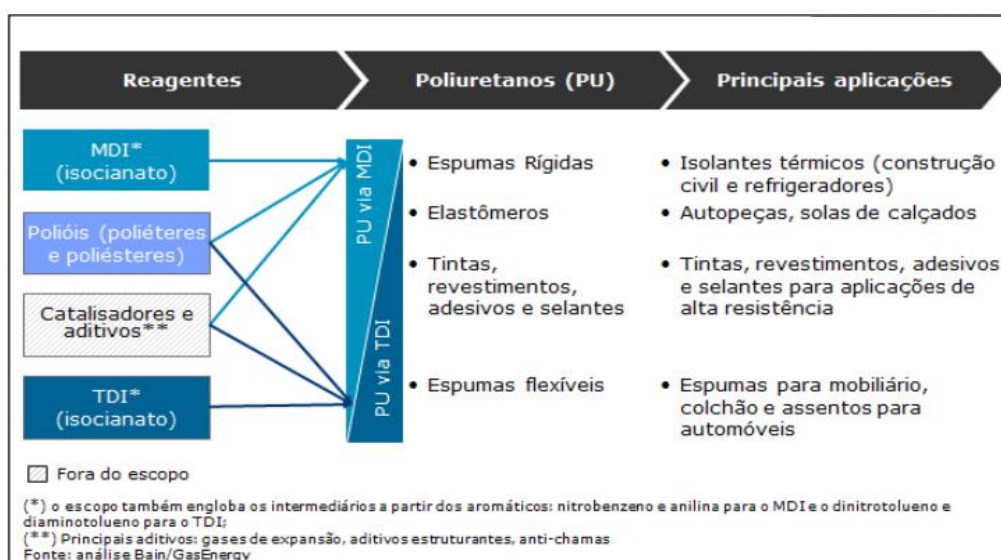 Reagentes
Poliuretanos (PU)
Principais aplicações
MDI*
(isocianato)
Polióis (poliéteres
e poliésteres)
Catalisadores e
aditivos**
TDI*
(isocianato)
PU via MDI
PU via TDI
• Espumas Rígidas
• Elastômeros
• Tintas,
revestimentos,
adesivos e selantes
• Espumas flexíveis
• Isolantes térmicos (construção
civil e refrigeradores)
• Autopeças, solas de calçados
• Tintas, revestimentos, adesivos
e selantes para aplicações de
alta resistência
• Espumas para mobiliário,
colchão e assentos para
automóveis
Fora do escopo
(*) o escopo também engloba os intermediários a partir dos aromáticos: nitrobenzeno e anilina para o MDI e o dinitrotolueno e
diaminotolueno para o TDI;
(**) Principais aditivos: gases de expansão, aditivos estruturantes, anti-chamas
Fonte: análise Bain/GasEnergy